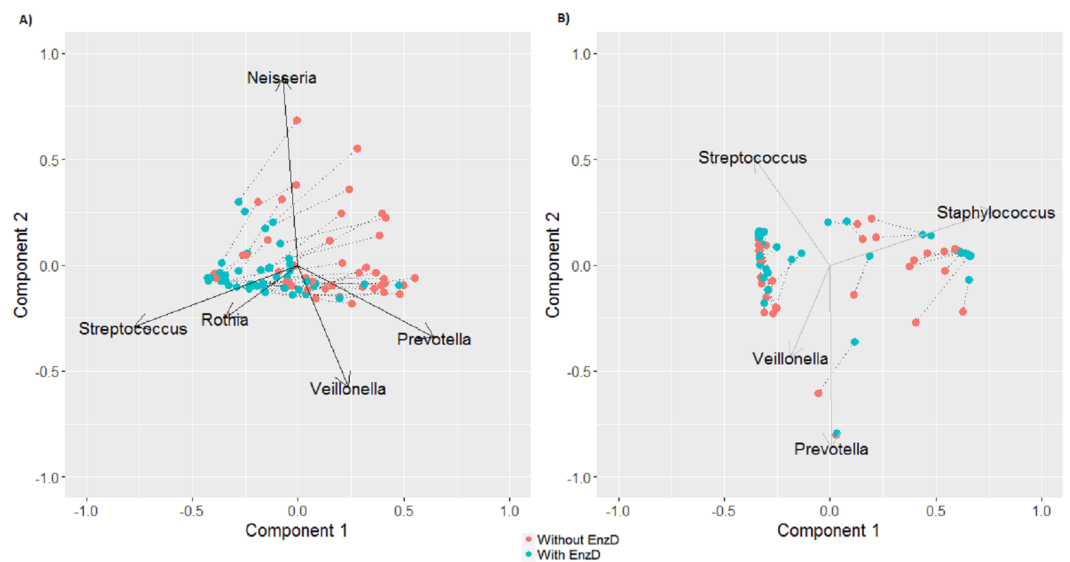 A)
B)
1.0
0.5
0.0
-0.5
-1.0
Component 2
Neisseria
Streptococcus
Rothia
Prevotella
Veillonella
-1.0 -0.5 0.0 0.5 1.0
Component 1
1.0
0.5
0.0
-0.5
-1.0
Component 2
Streptococcus
Staphylococcus
Veillonella
Prevotella
-1.0 -0.5 0.0 0.5 1.0
Component 1
Without EnzD
With EnzD